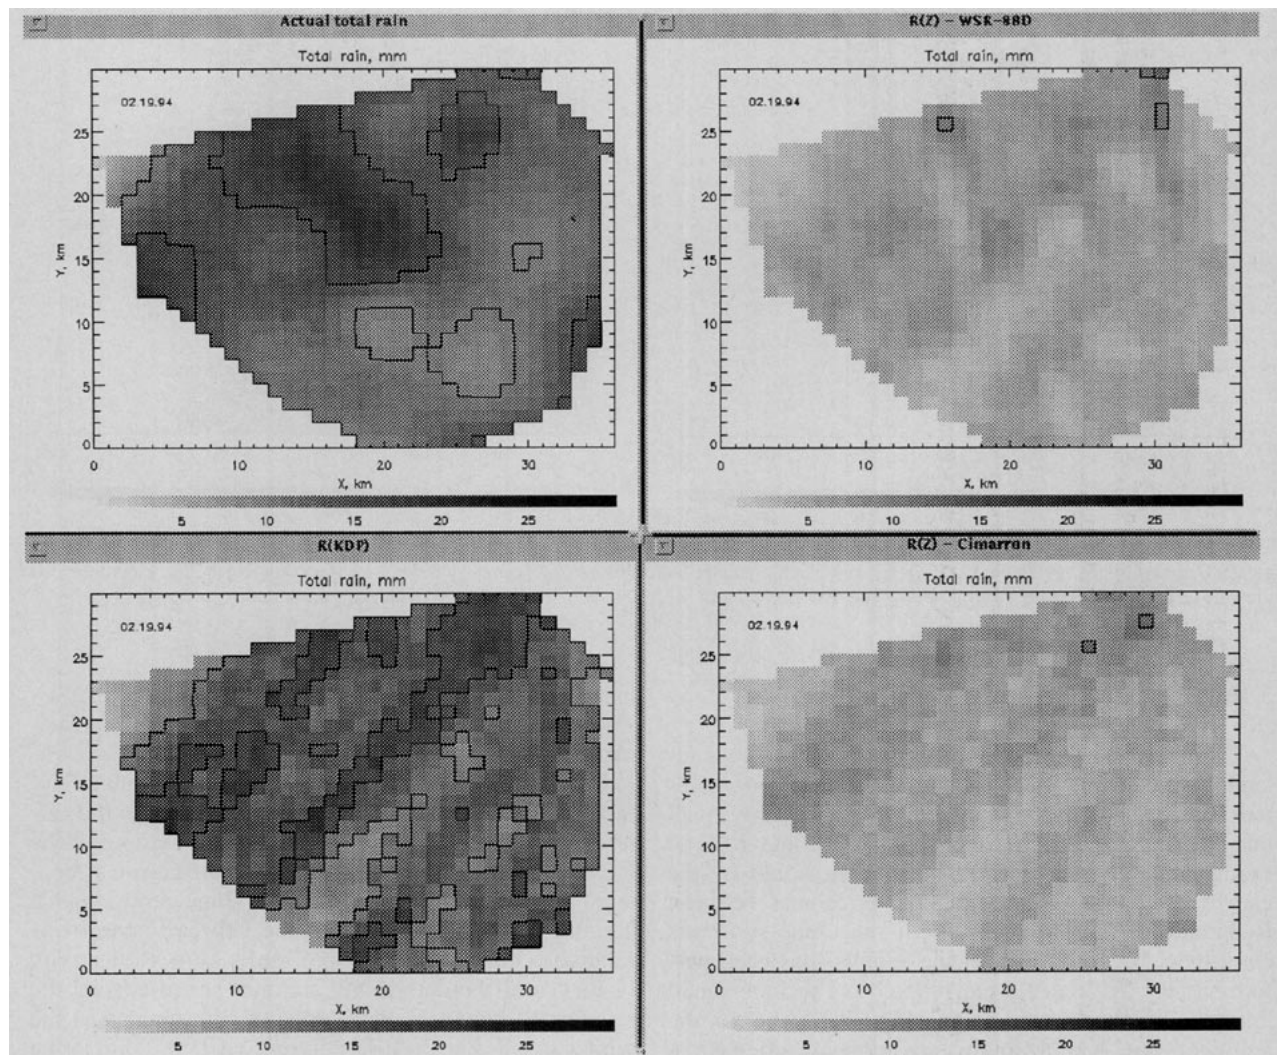 Actual total rain
Total rain, mm
02.19.94
25
20
15
10
5
0
Y, km
0 10 20 30
X, km
5 10 15 20 25
R(Z) - WSR-88D
Total rain, mm
02.19.94
25
20
15
10
5
0
Y, km
0 10 20 30
X, km
5 10 15 20 25
R(KDP)
Total rain, mm
02.19.94
25
20
15
10
5
0
Y, km
0 10 20 30
X, km
5 10 15 20 25
R(Z) - Cimarron
Total rain, mm
02.19.94
25
20
15
10
5
0
Y, km
0 10 20 30
X, km
5 10 15 20 25